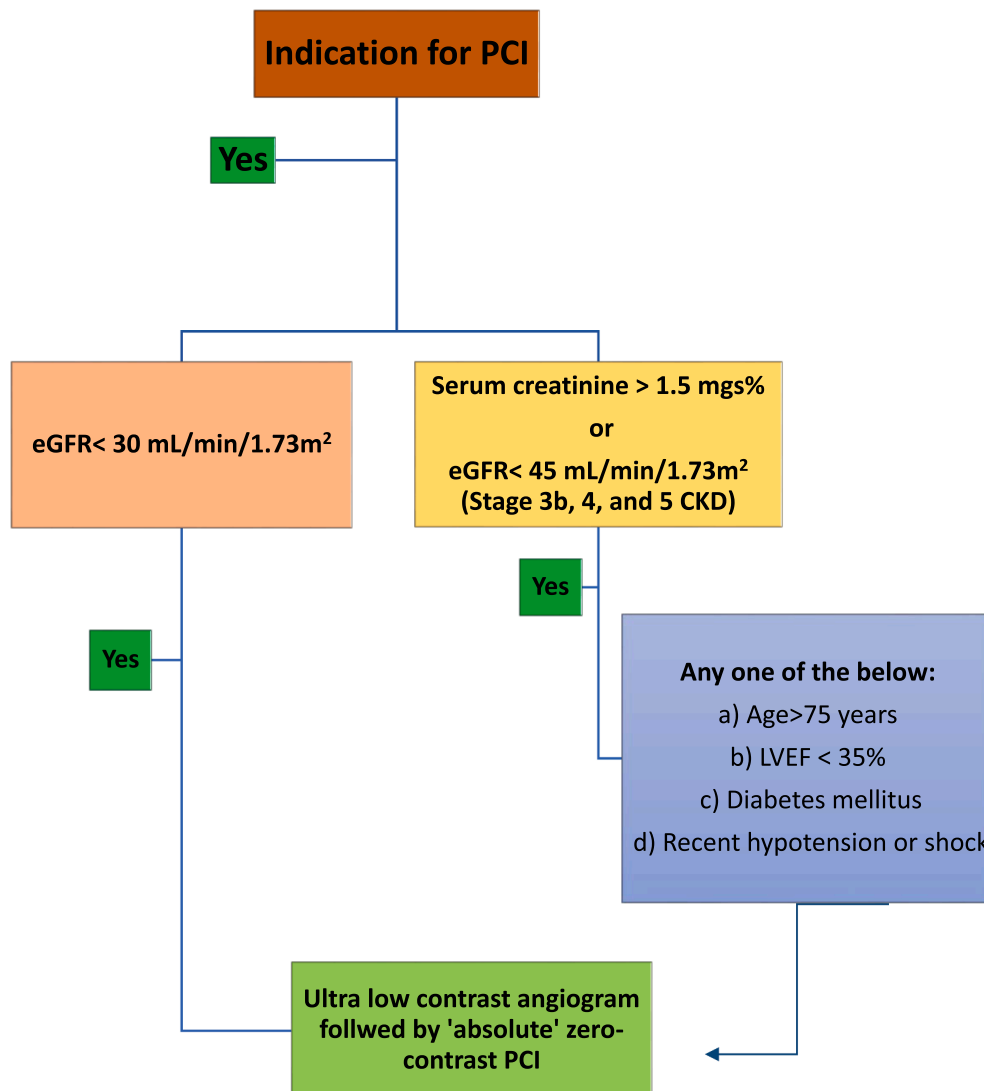 Indication for PCI
Yes
eGFR< 30 mL/min/1.73m²
Serum creatinine > 1.5 mgs%
or
eGFR< 45 mL/min/1.73m²
(Stage 3b, 4, and 5 CKD)
Yes
Yes
Any one of the below:
a) Age>75 years
b) LVEF < 35%
c) Diabetes mellitus
d) Recent hypotension or shock
Ultra low contrast angiogram
follwed by 'absolute' zero-
contrast PCI